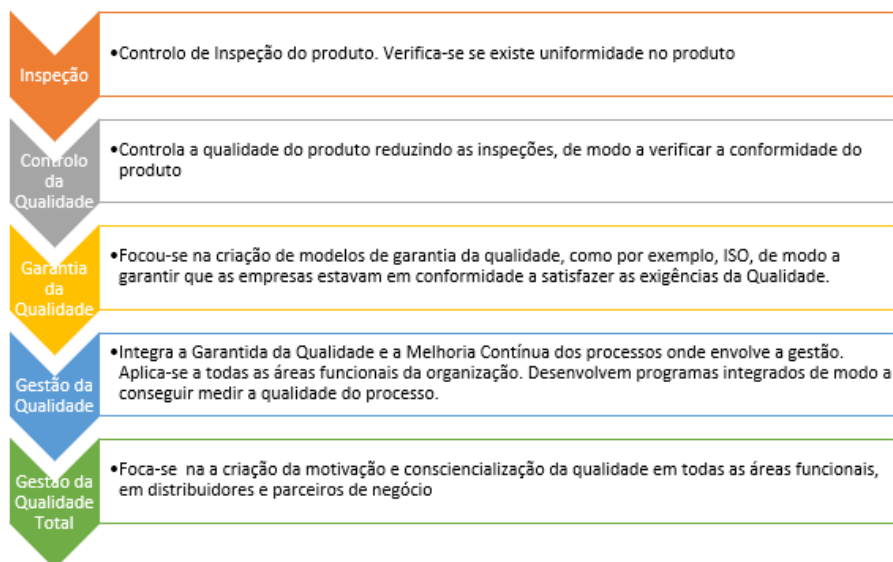 Inspeção
•Controlo de Inspeção do produto. Verifica-se se existe uniformidade no produto
Controlo
da
Qualidade
•Controla a qualidade do produto reduzindo as inspeções, de modo a verificar a conformidade do
produto
Garantia
da
Qualidade
•Focou-se na criação de modelos de garantia da qualidade, como por exemplo, ISO, de modo a
garantir que as empresas estavam em conformidade a satisfazer as exigências da Qualidade.
Gestão da
Qualidade
•Integra a Garantida da Qualidade e a Melhoria Contínua dos processos onde envolve a gestão.
Aplica-se a todas as áreas funcionais da organização. Desenvolvem programas integrados de modo a
conseguir medir a qualidade do processo.
Gestão da
Qualidade
Total
•Foca-se  na a criação da motivação e consciencialização da qualidade em todas as áreas funcionais,
em distribuidores e parceiros de negócio